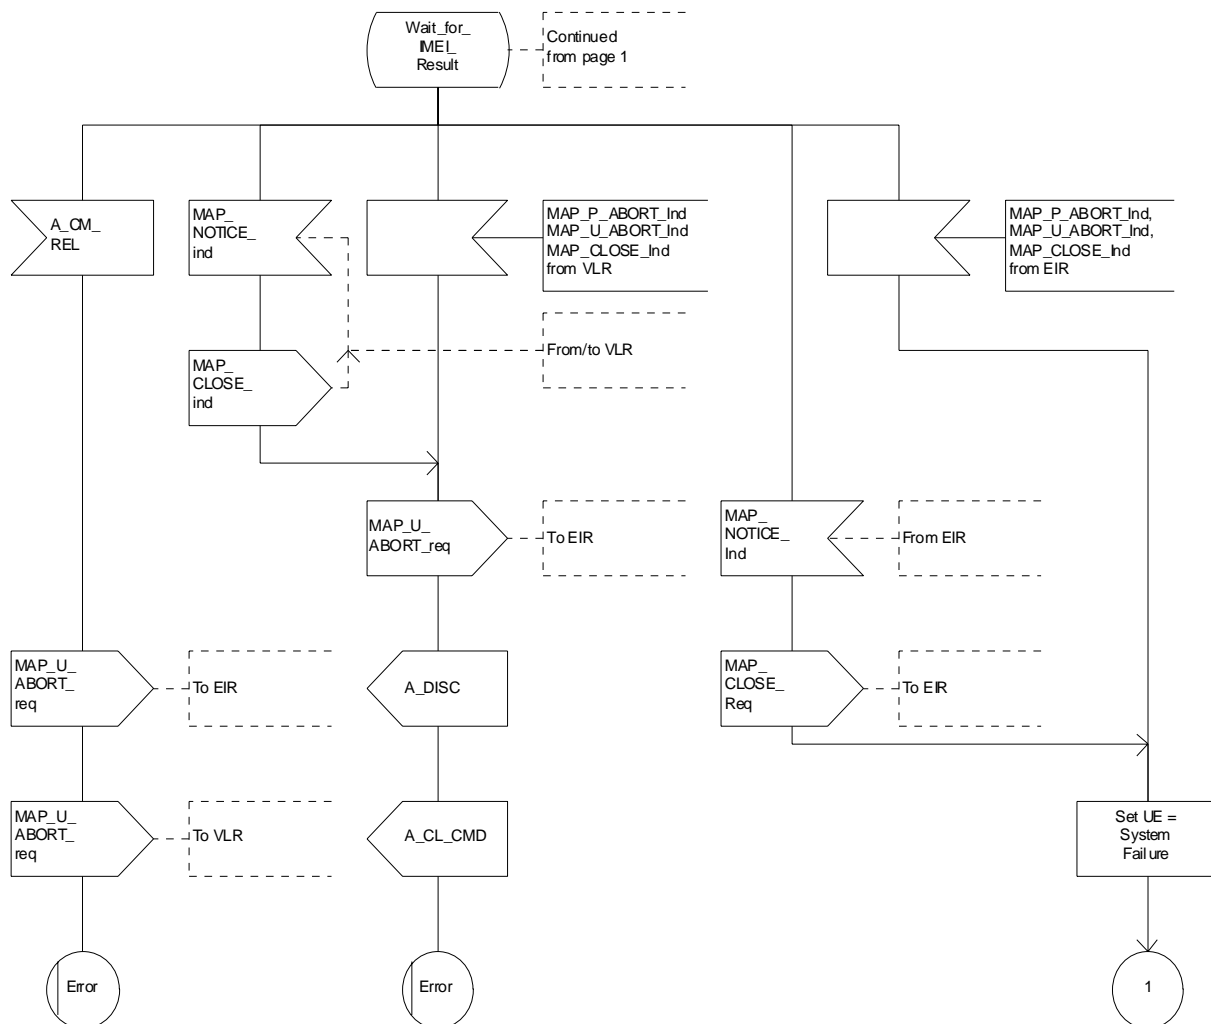 Wait_for_
IMEI_
Result
Continued
from page 1
A_CM_
REL
MAP_
NOTICE_
ind
MAP_P_ABORT_Ind
MAP_U_ABORT_Ind
MAP_CLOSE_Ind
from VLR
MAP_P_ABORT_Ind,
MAP_U_ABORT_Ind,
MAP_CLOSE_Ind
from EIR
MAP_
CLOSE_
ind
From/to VLR
MAP_U_
ABORT_req
To EIR
MAP_
NOTICE_
Ind
From EIR
MAP_U_
ABORT_
req
To EIR
A_DISC
MAP_
CLOSE_
Req
To EIR
MAP_U_
ABORT_
req
To VLR
A_CL_CMD
Set UE =
System
Failure
Error
Error
1